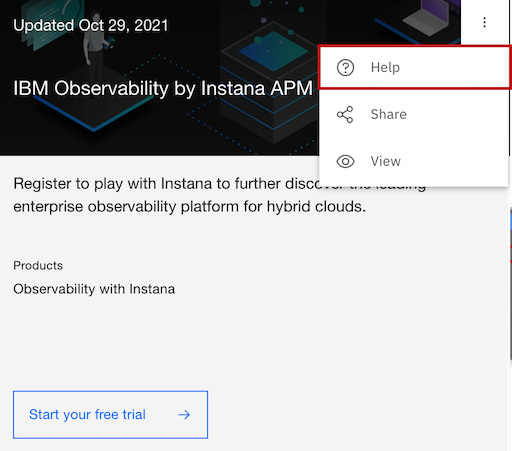 Updated Oct 29, 2021
IBM Observability by Instana APM
Help
Share
View
Register to play with Instana to further discover the leading
enterprise observability platform for hybrid clouds.
Products
Observability with Instana
Start your free trial